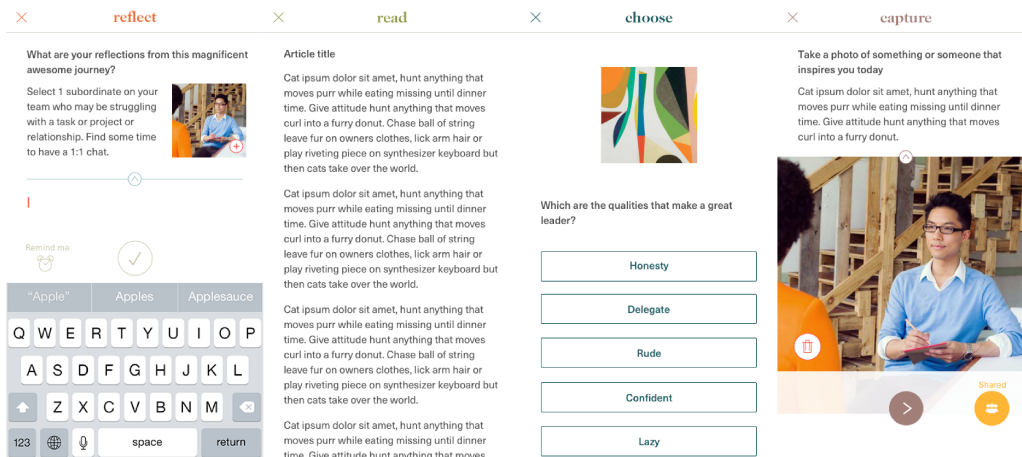 reflect
What are your reflections from this magnificent
awesome journey?
Select 1 subordinate on your
team who may be struggling
with a task or project or
relationship. Find some time
to have a 1:1 chat.
Remind me
“Apple”
Apples
Applesauce
Q W E R T Y U I O P
A S D F G H J K L
Z X C V B N M
123
space
return
read
Article title
Cat ipsum dolor sit amet, hunt anything that
moves purr while eating missing until dinner
time. Give attitude hunt anything that moves
curl into a furry donut. Chase ball of string
leave fur on owners clothes, lick arm hair or
play riveting piece on synthesizer keyboard but
then cats take over the world.
Cat ipsum dolor sit amet, hunt anything that
moves purr while eating missing until dinner
time. Give attitude hunt anything that moves
curl into a furry donut. Chase ball of string
leave fur on owners clothes, lick arm hair or
play riveting piece on synthesizer keyboard but
then cats take over the world.
Cat ipsum dolor sit amet, hunt anything that
moves purr while eating missing until dinner
time. Give attitude hunt anything that moves
curl into a furry donut. Chase ball of string
leave fur on owners clothes, lick arm hair or
play riveting piece on synthesizer keyboard but
then cats take over the world.
Cat ipsum dolor sit amet, hunt anything that
moves purr while eating missing until dinner
choose
Which are the qualities that make a great
leader?
Honesty
Delegate
Rude
Confident
Lazy
capture
Take a photo of something or someone that
inspires you today
Cat ipsum dolor sit amet, hunt anything that
moves purr while eating missing until dinner
time. Give attitude hunt anything that moves
curl into a furry donut.
Shared